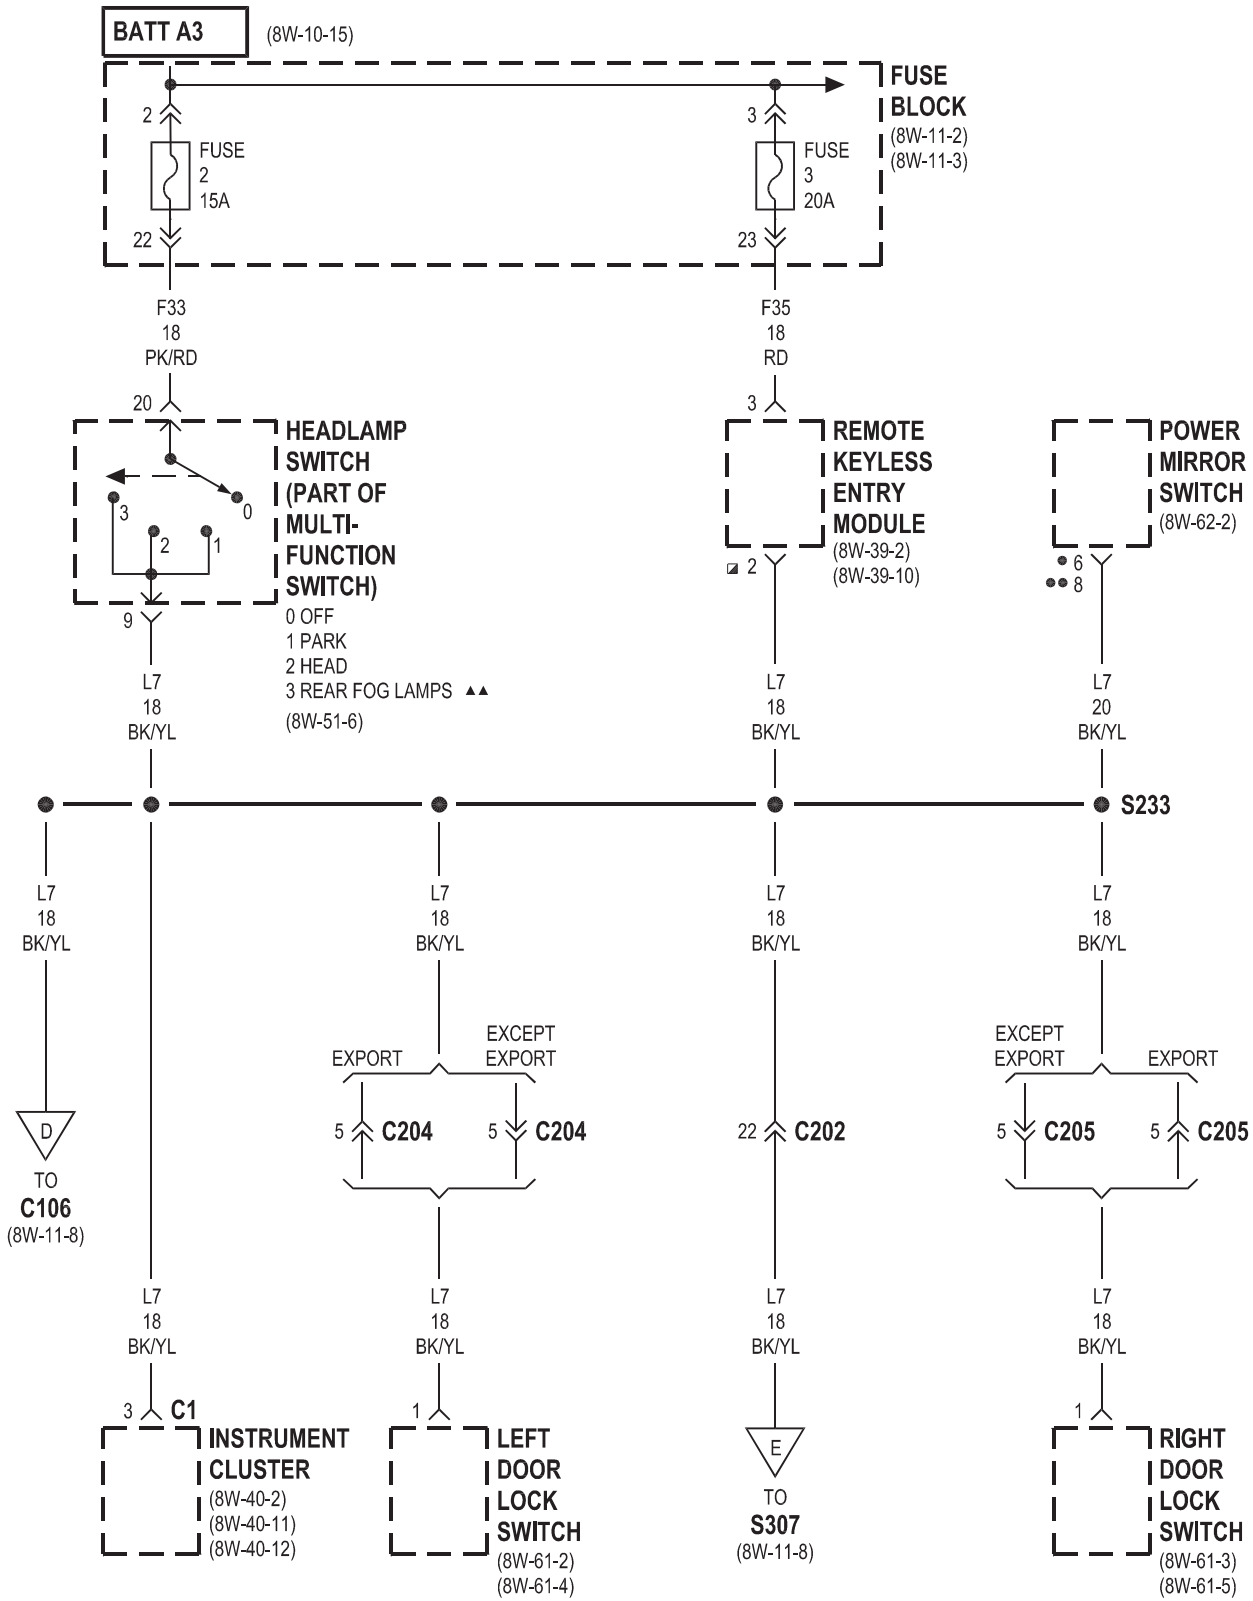 BATT A3
(8W-10-15)
FUSE
BLOCK
(8W-11-2)
(8W-11-3)
2
FUSE
2
15A
22
3
FUSE
3
20A
23
F33
18
PK/RD
F35
18
RD
20
HEADLAMP
SWITCH
(PART OF
MULTI-
FUNCTION
SWITCH)
0 OFF
1 PARK
2 HEAD
3 REAR FOG LAMPS ▲▲
(8W-51-6)
3
2
1
0
9
3
REMOTE
KEYLESS
ENTRY
MODULE
(8W-39-2)
(8W-39-10)
2
POWER
MIRROR
SWITCH
(8W-62-2)
● 6
●● 8
L7
18
BK/YL
L7
18
BK/YL
L7
20
BK/YL
S233
L7
18
BK/YL
L7
18
BK/YL
L7
18
BK/YL
L7
18
BK/YL
EXPORT
EXCEPT
EXPORT
EXCEPT
EXPORT
EXPORT
D
TO
C106
(8W-11-8)
5 C204
5 C204
22 C202
5 C205
5 C205
L7
18
BK/YL
L7
18
BK/YL
L7
18
BK/YL
L7
18
BK/YL
3 C1
INSTRUMENT
CLUSTER
(8W-40-2)
(8W-40-11)
(8W-40-12)
1
LEFT
DOOR
LOCK
SWITCH
(8W-61-2)
(8W-61-4)
E
TO
S307
(8W-11-8)
1
RIGHT
DOOR
LOCK
SWITCH
(8W-61-3)
(8W-61-5)